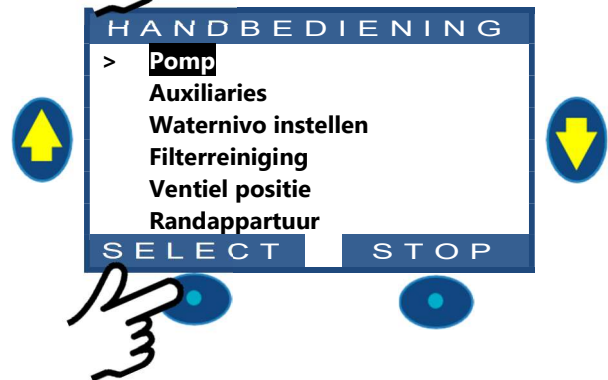 HANDBEDIENING
> Pomp
Auxiliaries
Waternivo instellen
Filterreiniging
Ventiel positie
Randappartuur
SELECT STOP